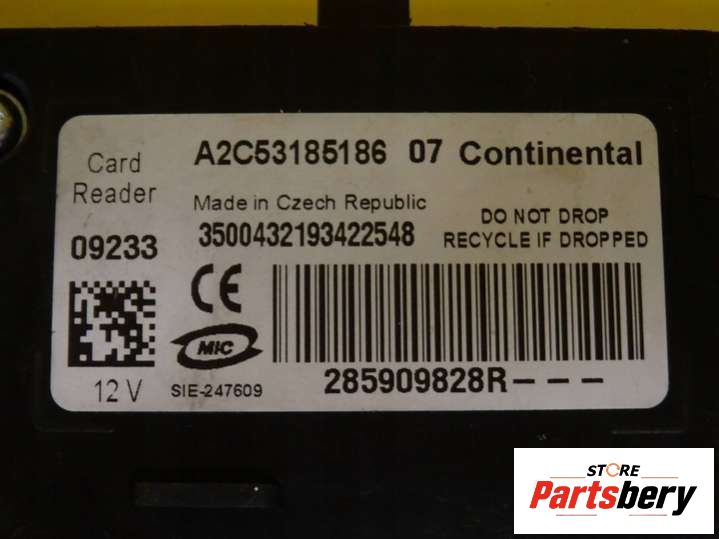 Card
Reader
09233
12 V
A2C53185186 07 Continental
Made in Czech Republic
3500432193422548
DO NOT DROP
RECYCLE IF DROPPED
CE
MIC
SIE-247609
285909828R---
STORE
Partsbery